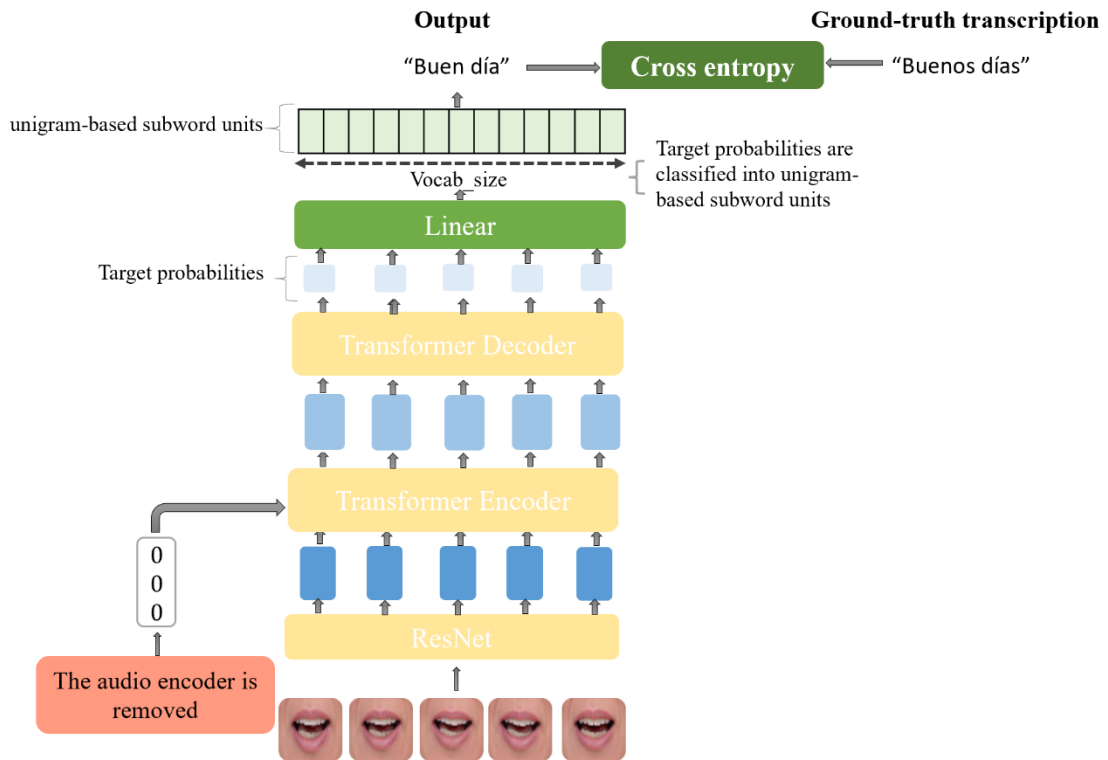 Output
Ground-truth transcription
“Buen día”
Cross entropy
“Buenos días”
unigram-based subword units
Vocab_size
Target probabilities are
classified into unigram-
based subword units
Linear
Target probabilities
Transformer Decoder
Transformer Encoder
0
0
0
ResNet
The audio encoder is
removed